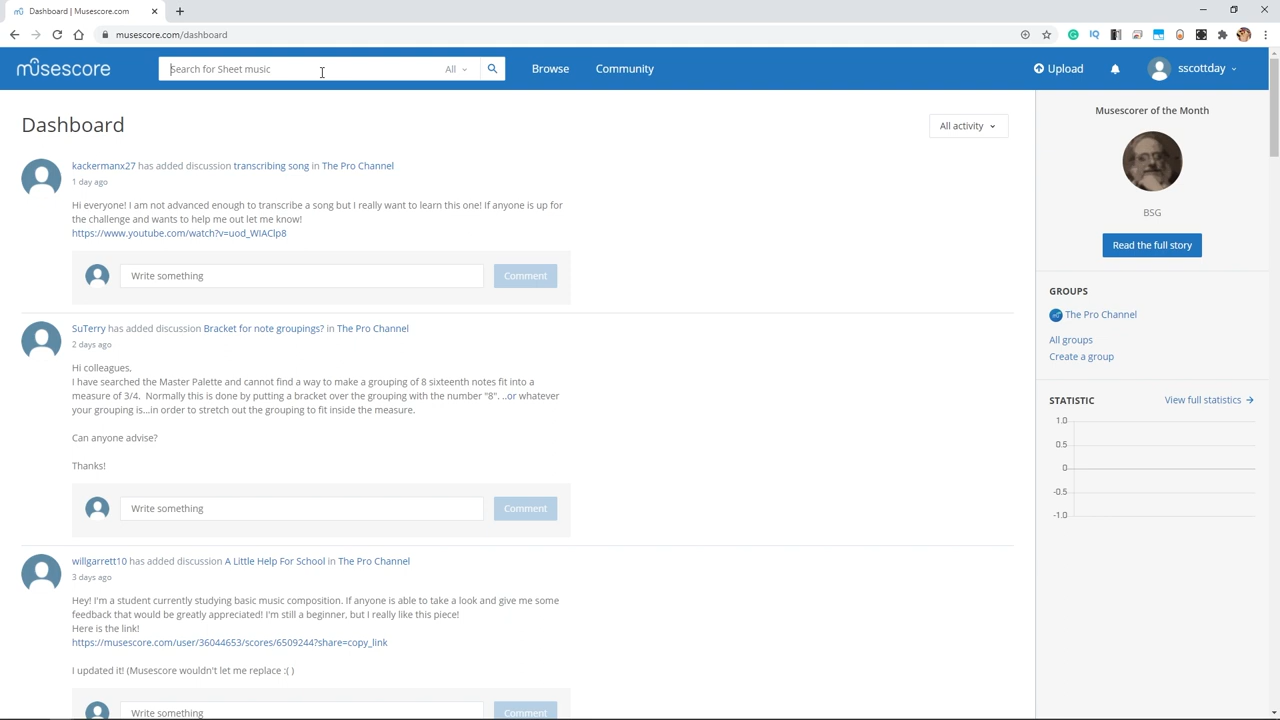 Dashboard | Musescore.com
musescore.com/dashboard
musescore
Search for Sheet music All
Browse
Community
Upload
sscottday
Dashboard
All activity
kackermanx27 has added discussion transcribing song in The Pro Channel
1 day ago
Hi everyone! I am not advanced enough to transcribe a song but I really want to learn this one! If anyone is up for
the challenge and wants to help me out let me know!
https://www.youtube.com/watch?v=uod_WIAClp8
Write something
Comment
SuTerry has added discussion Bracket for note groupings? in The Pro Channel
2 days ago
Hi colleagues,
I have searched the Master Palette and cannot find a way to make a grouping of 8 sixteenth notes fit into a
measure of 3/4. Normally this is done by putting a bracket over the grouping with the number "8". ..or whatever
your grouping is...in order to stretch out the grouping to fit inside the measure.
Can anyone advise?
Thanks!
Write something
Comment
willgarrett10 has added discussion A Little Help For School in The Pro Channel
3 days ago
Hey! I'm a student currently studying basic music composition. If anyone is able to take a look and give me some
feedback that would be greatly appreciated! I'm still a beginner, but I really like this piece!
Here is the link!
https://musescore.com/user/36044653/scores/6509244?share=copy_link
I updated it! (Musescore wouldn't let me replace :( )
Write something
Comment
Musescorer of the Month
BSG
Read the full story
GROUPS
The Pro Channel
All groups
Create a group
STATISTIC
View full statistics
1.0
0.5
0
-0.5
-1.0